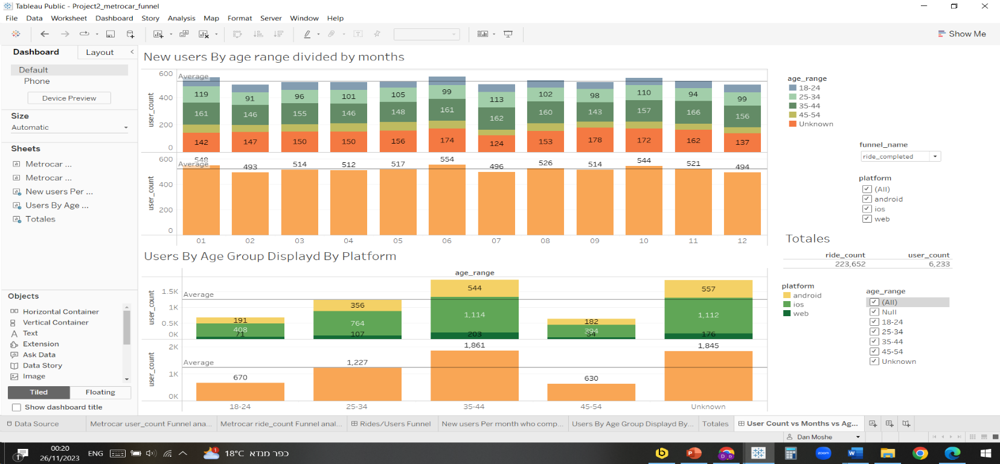 Tableau Public - Project2_metrocar_funnel
File Data Worksheet Dashboard Story Analysis Map Format Server Window Help
Show Me
Dashboard Layout
Default
Phone
Device Preview
Size
Automatic
Sheets
Metrocar ...
Metrocar ...
New users Per ...
Users By Age ...
Totales
Objects
Horizontal Container
Vertical Container
Text
Extension
Ask Data
Data Story
Image
Tiled Floating
Show dashboard title
New users By age range divided by months
user_count
600
400
200
0
Average
119 91 96 101 105 99 113 102 98 110 94 99
161 146 155 146 148 161 162 160 143 157 166 156
142 147 150 150 156 174 124 153 178 172 162 137
user_count
600
400
200
0
Average
548 493 514 512 517 554 496 526 514 544 521 494
01 02 03 04 05 06 07 08 09 10 11 12
Users By Age Group Displayd By Platform
age_range
user_count
1.5K
1K
0.5K
0K
Average
191 356 544 182 557
408 764 1,114 394 1,112
71 107 203 54 176
user_count
2K
1K
0K
Average
670 1,227 1,861 630 1,845
18-24 25-34 35-44 45-54 Unknown
age_range
18-24
25-34
35-44
45-54
Unknown
funnel_name
ride_completed
platform
(All)
android
ios
web
Totales
ride_count user_count
223,652 6,233
platform
android
ios
web
age_range
(All)
Null
18-24
25-34
35-44
45-54
Unknown
Data Source Metrocar user_count Funnel ana... Metrocar ride_count Funnel anal... Rides/Users Funnel New users Per month who comp... Users By Age Group Displayd By... Totales User Count vs Months vs Ag...
Dan Moshe
1
00:20
26/11/2023
ENG
1
18°C כפר מנדא
zoom